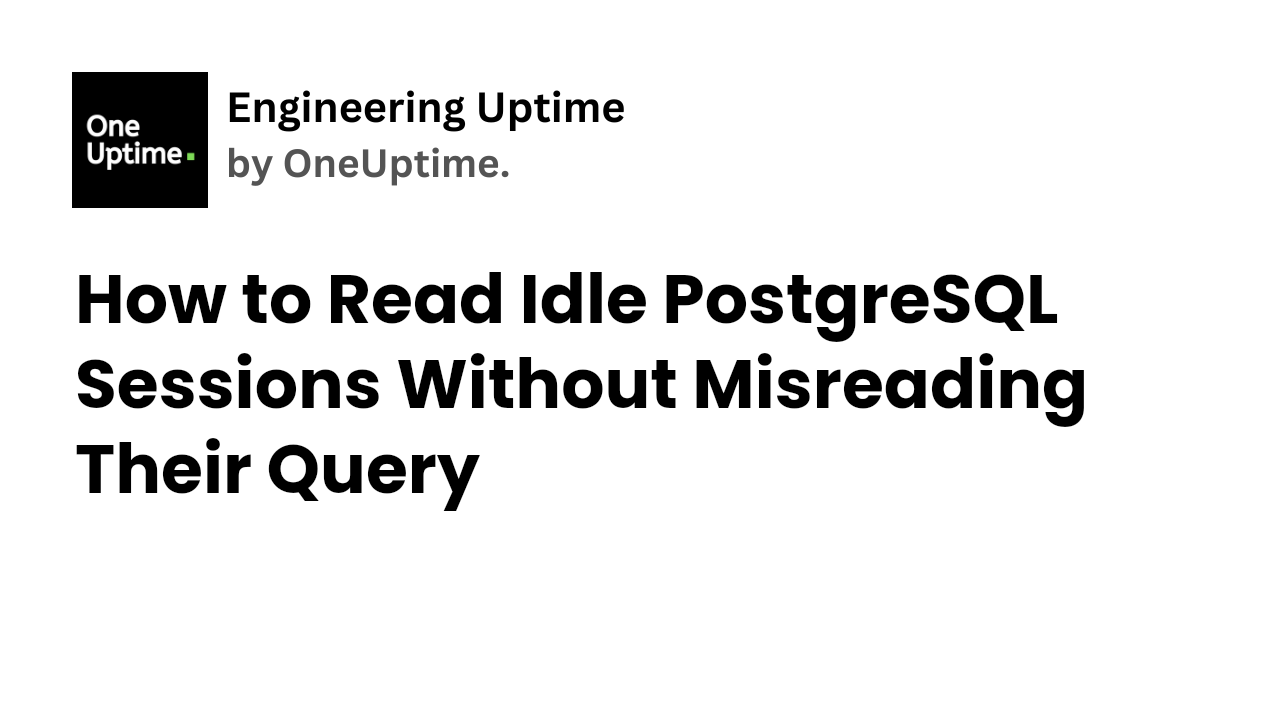 One
Uptime.
Engineering Uptime
by OneUptime.
How to Read Idle PostgreSQL
Sessions Without Misreading
Their Query